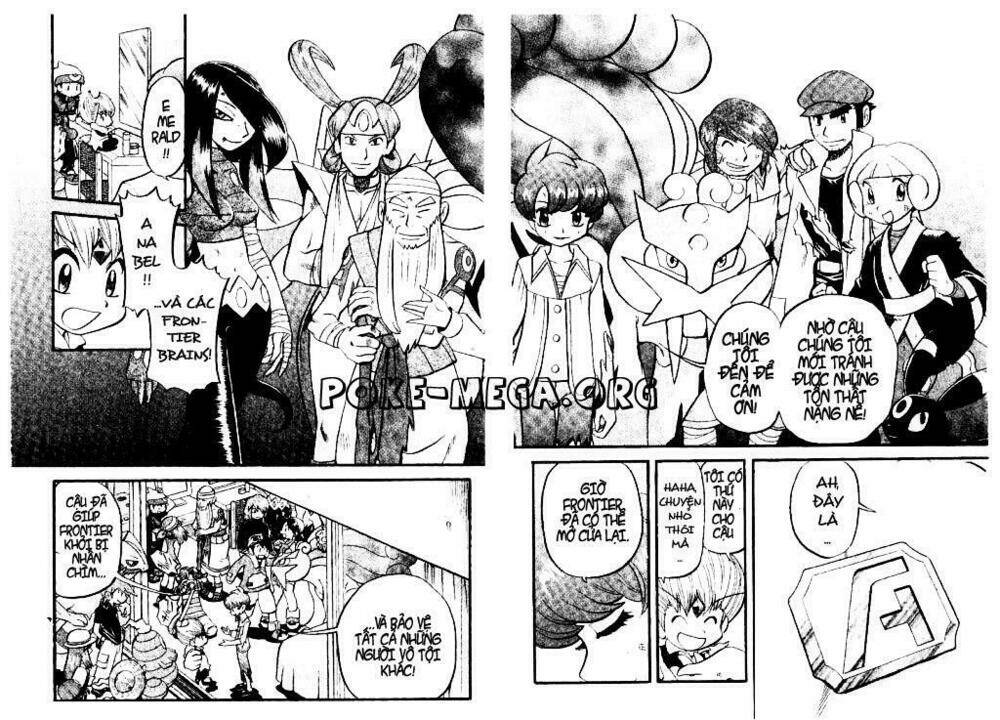 E
ME
RALD
!!
A
NA
BEL
!!
...VÀ CÁC
FRON-
TIER
BRAINS!
CHÚNG
TÔI
ĐẾN ĐỂ
CẢM
ƠN!
NHỜ CẬU
CHÚNG TÔI
MỚI TRÁNH
ĐƯỢC NHỮNG
TỔN THẤT
NẶNG NỀ!
POKE-MEGA.ORG
CẬU ĐÃ
GIÚP FRONTIER
KHỎI BỊ
NHẤN
CHÌM...
...VÀ BẢO VỆ
TẤT CẢ NHỮNG
NGƯỜI VÔ TỘI
KHÁC!
GIỜ
FRONTIER
ĐÃ CÓ THỂ
MỞ CỬA LẠI.
HAHA,
CHUYỆN
NHỎ
THÔI
MÀ
...
TÔI CÓ
THỨ
NÀY CHO
CẬU
AH,
ĐÂY
LÀ
...